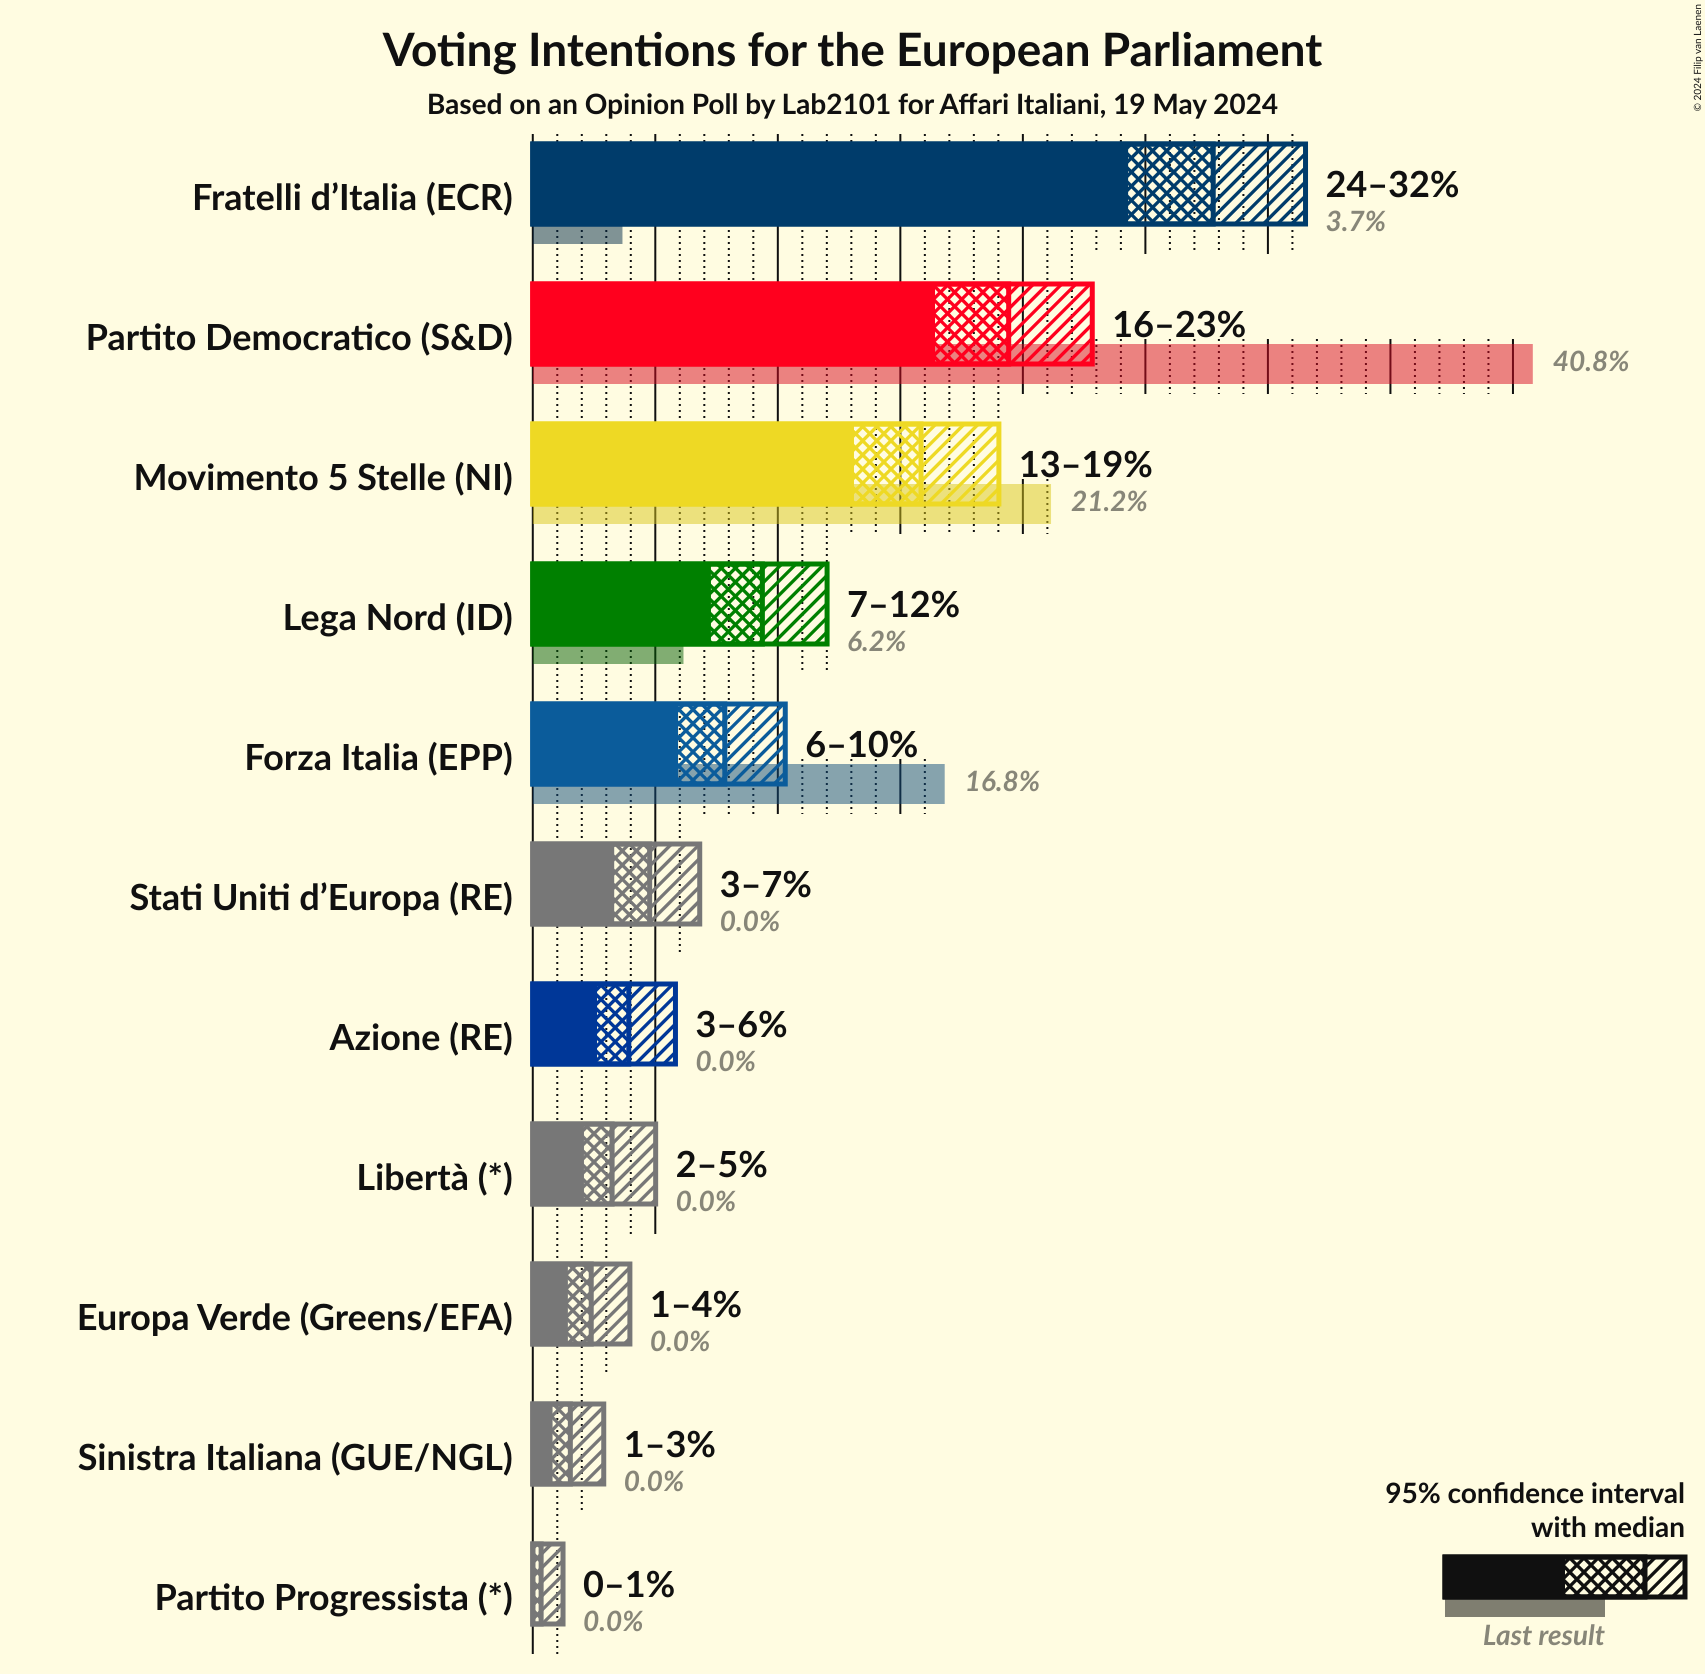 Voting Intentions for the European Parliament
Based on an Opinion Poll by Lab2101 for Affari Italiani, 19 May 2024
© 2024 Filip van Laenen
Fratelli d’Italia (ECR)
24–32%
3.7%
Partito Democratico (S&D)
16–23%
40.8%
Movimento 5 Stelle (NI)
13–19%
21.2%
Lega Nord (ID)
7–12%
6.2%
Forza Italia (EPP)
6–10%
16.8%
Stati Uniti d’Europa (RE)
3–7%
0.0%
Azione (RE)
3–6%
0.0%
Libertà (*)
2–5%
0.0%
Europa Verde (Greens/EFA)
1–4%
0.0%
Sinistra Italiana (GUE/NGL)
1–3%
0.0%
Partito Progressista (*)
0–1%
0.0%
95% confidence interval
with median
Last result